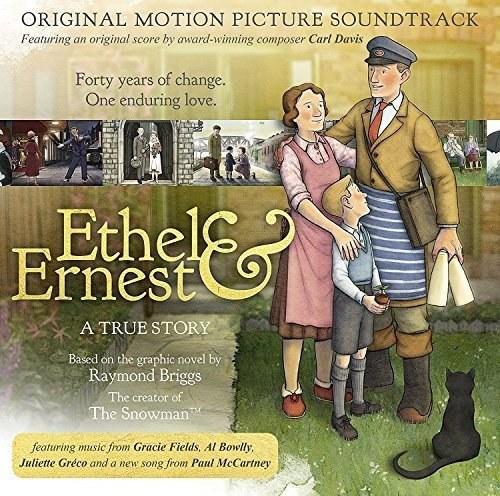 ORIGINAL MOTION PICTURE SOUNDTRACK
Featuring an original score by award-winning composer Carl Davis
Forty years of change.
One enduring love.
Ethel &
Ernest
A TRUE STORY
Based on the graphic novel by
Raymond Briggs
The creator of
The Snowman™
featuring music from Gracie Fields, Al Bowlly,
Juliette Gréco and a new song from Paul McCartney